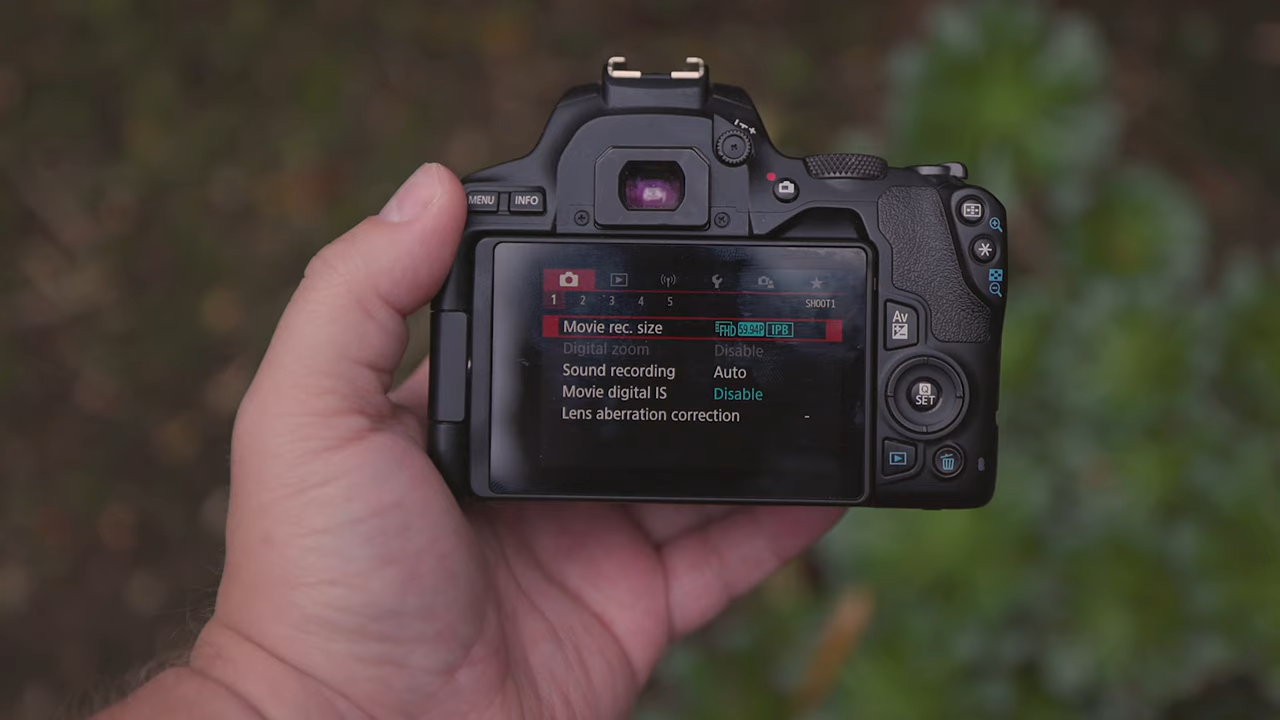 MENU INFO
1 2 3 4 5 SHOOT1
Movie rec. size FHD 59.94P IPB
Digital zoom Disable
Sound recording Auto
Movie digital IS Disable
Lens aberration correction -
Av
Q
SET